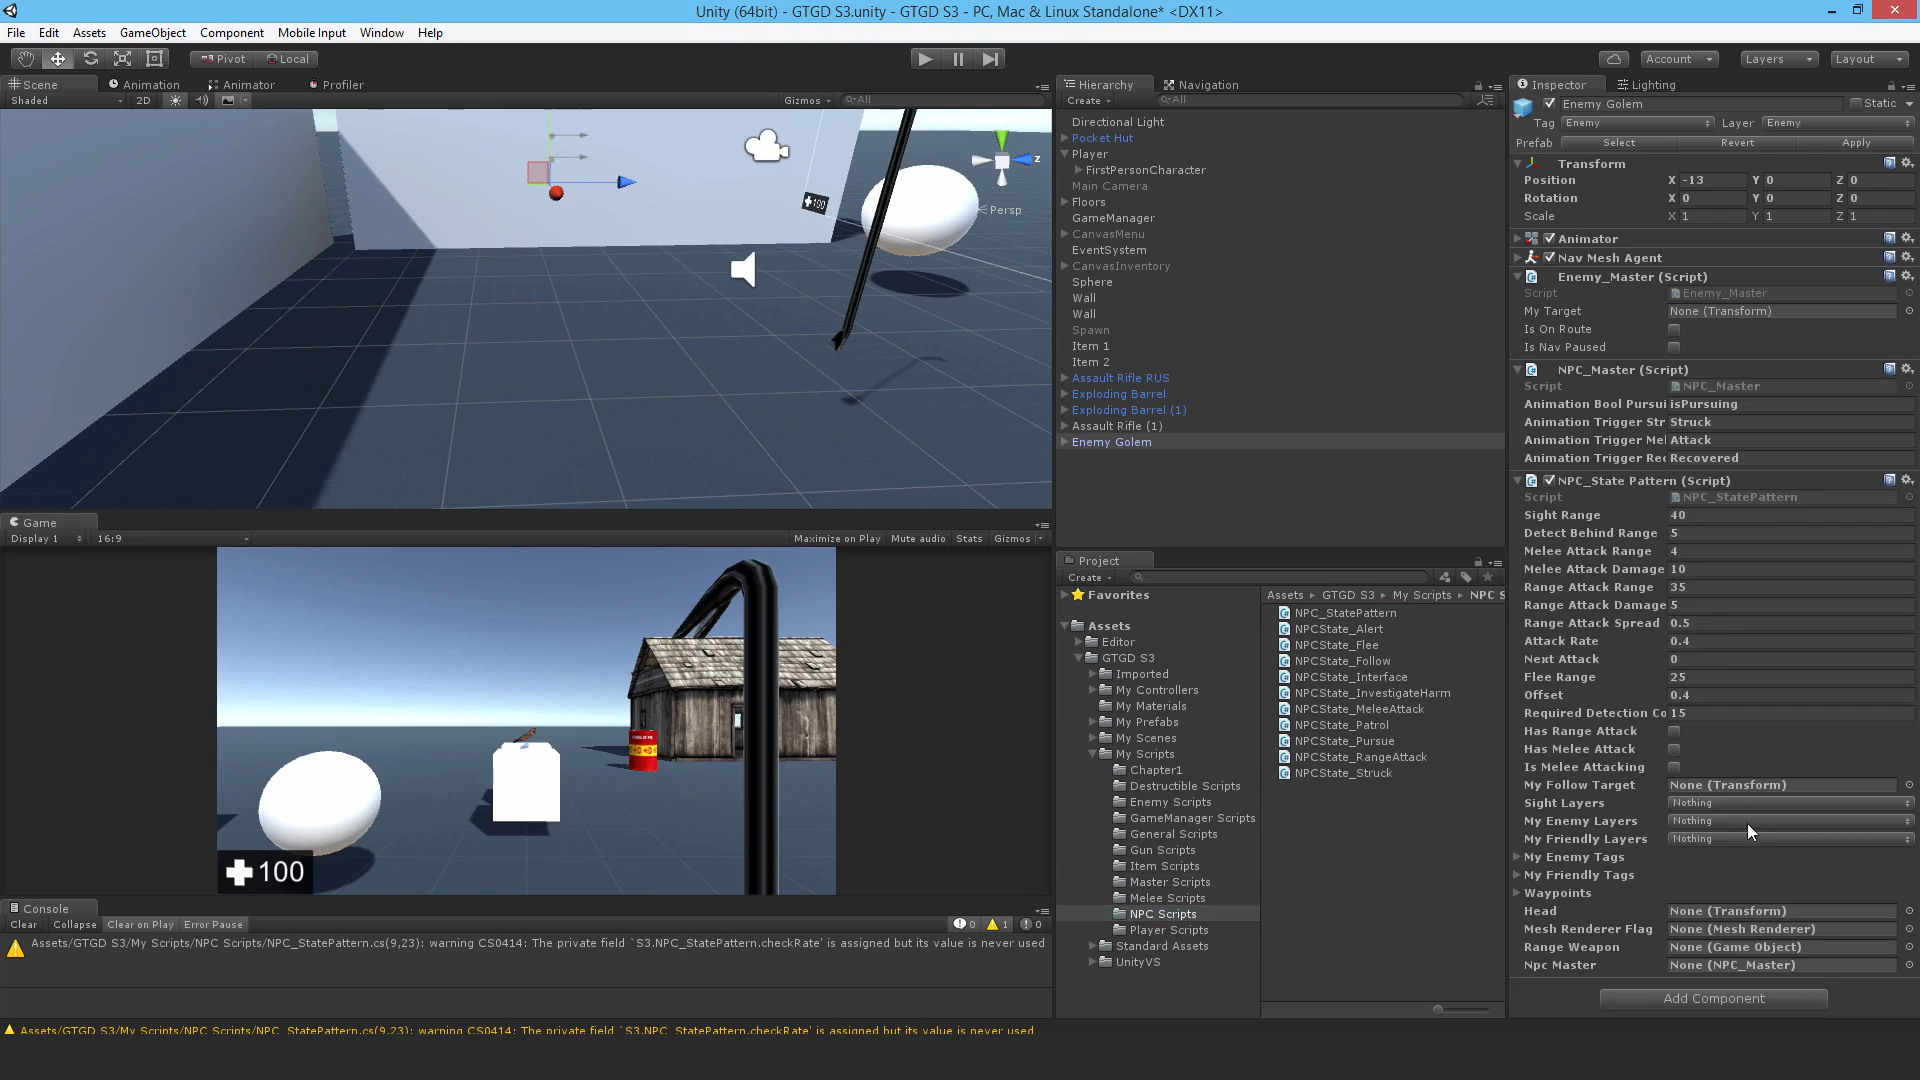 Unity (64bit) - GTGD S3.unity - GTGD S3 - PC, Mac & Linux Standalone* <DX11>
File Edit Assets GameObject Component Mobile Input Window Help
Pivot Local Account Layers Layout
Scene Animation Animator Profiler
Shaded 2D Gizmos All
100
z
Persp
Game
Display 1 16:9 Maximize on Play Mute audio Stats Gizmos
100
Console
Clear Collapse Clear on Play Error Pause 0 1 0
Assets/GTGD S3/My Scripts/NPC Scripts/NPC_StatePattern.cs(9,23): warning CS0414: The private field `S3.NPC_StatePattern.checkRate' is assigned but its value is never used
Assets/GTGD S3/My Scripts/NPC Scripts/NPC_StatePattern.cs(9,23): warning CS0414: The private field `S3.NPC_StatePattern.checkRate' is assigned but its value is never used
Hierarchy Navigation
Create All
Directional Light
Pocket Hut
Player
FirstPersonCharacter
Main Camera
Floors
GameManager
CanvasMenu
EventSystem
CanvasInventory
Sphere
Wall
Wall
Spawn
Item 1
Item 2
Assault Rifle RUS
Exploding Barrel
Exploding Barrel (1)
Assault Rifle (1)
Enemy Golem
Project
Create
Favorites
Assets
Editor
GTGD S3
Imported
My Controllers
My Materials
My Prefabs
My Scenes
My Scripts
Chapter1
Destructible Scripts
Enemy Scripts
GameManager Scripts
General Scripts
Gun Scripts
Item Scripts
Master Scripts
Melee Scripts
NPC Scripts
Player Scripts
Standard Assets
UnityVS
Assets GTGD S3 My Scripts NPC S
NPC_StatePattern
NPCState_Alert
NPCState_Flee
NPCState_Follow
NPCState_Interface
NPCState_InvestigateHarm
NPCState_MeleeAttack
NPCState_Patrol
NPCState_Pursue
NPCState_RangeAttack
NPCState_Struck
Inspector Lighting
Enemy Golem Static
Tag Enemy Layer Enemy
Prefab Select Revert Apply
Transform
Position X -13 Y 0 Z 0
Rotation X 0 Y 0 Z 0
Scale X 1 Y 1 Z 1
Animator
Nav Mesh Agent
Enemy_Master (Script)
Script Enemy_Master
My Target None (Transform)
Is On Route
Is Nav Paused
NPC_Master (Script)
Script NPC_Master
Animation Bool Pursui isPursuing
Animation Trigger Str Struck
Animation Trigger Mel Attack
Animation Trigger Rec Recovered
NPC_State Pattern (Script)
Script NPC_StatePattern
Sight Range 40
Detect Behind Range 5
Melee Attack Range 4
Melee Attack Damage 10
Range Attack Range 35
Range Attack Damage 5
Range Attack Spread 0.5
Attack Rate 0.4
Next Attack 0
Flee Range 25
Offset 0.4
Required Detection Co 15
Has Range Attack
Has Melee Attack
Is Melee Attacking
My Follow Target None (Transform)
Sight Layers Nothing
My Enemy Layers Nothing
My Friendly Layers Nothing
My Enemy Tags
My Friendly Tags
Waypoints
Head None (Transform)
Mesh Renderer Flag None (Mesh Renderer)
Range Weapon None (Game Object)
Npc Master None (NPC_Master)
Add Component